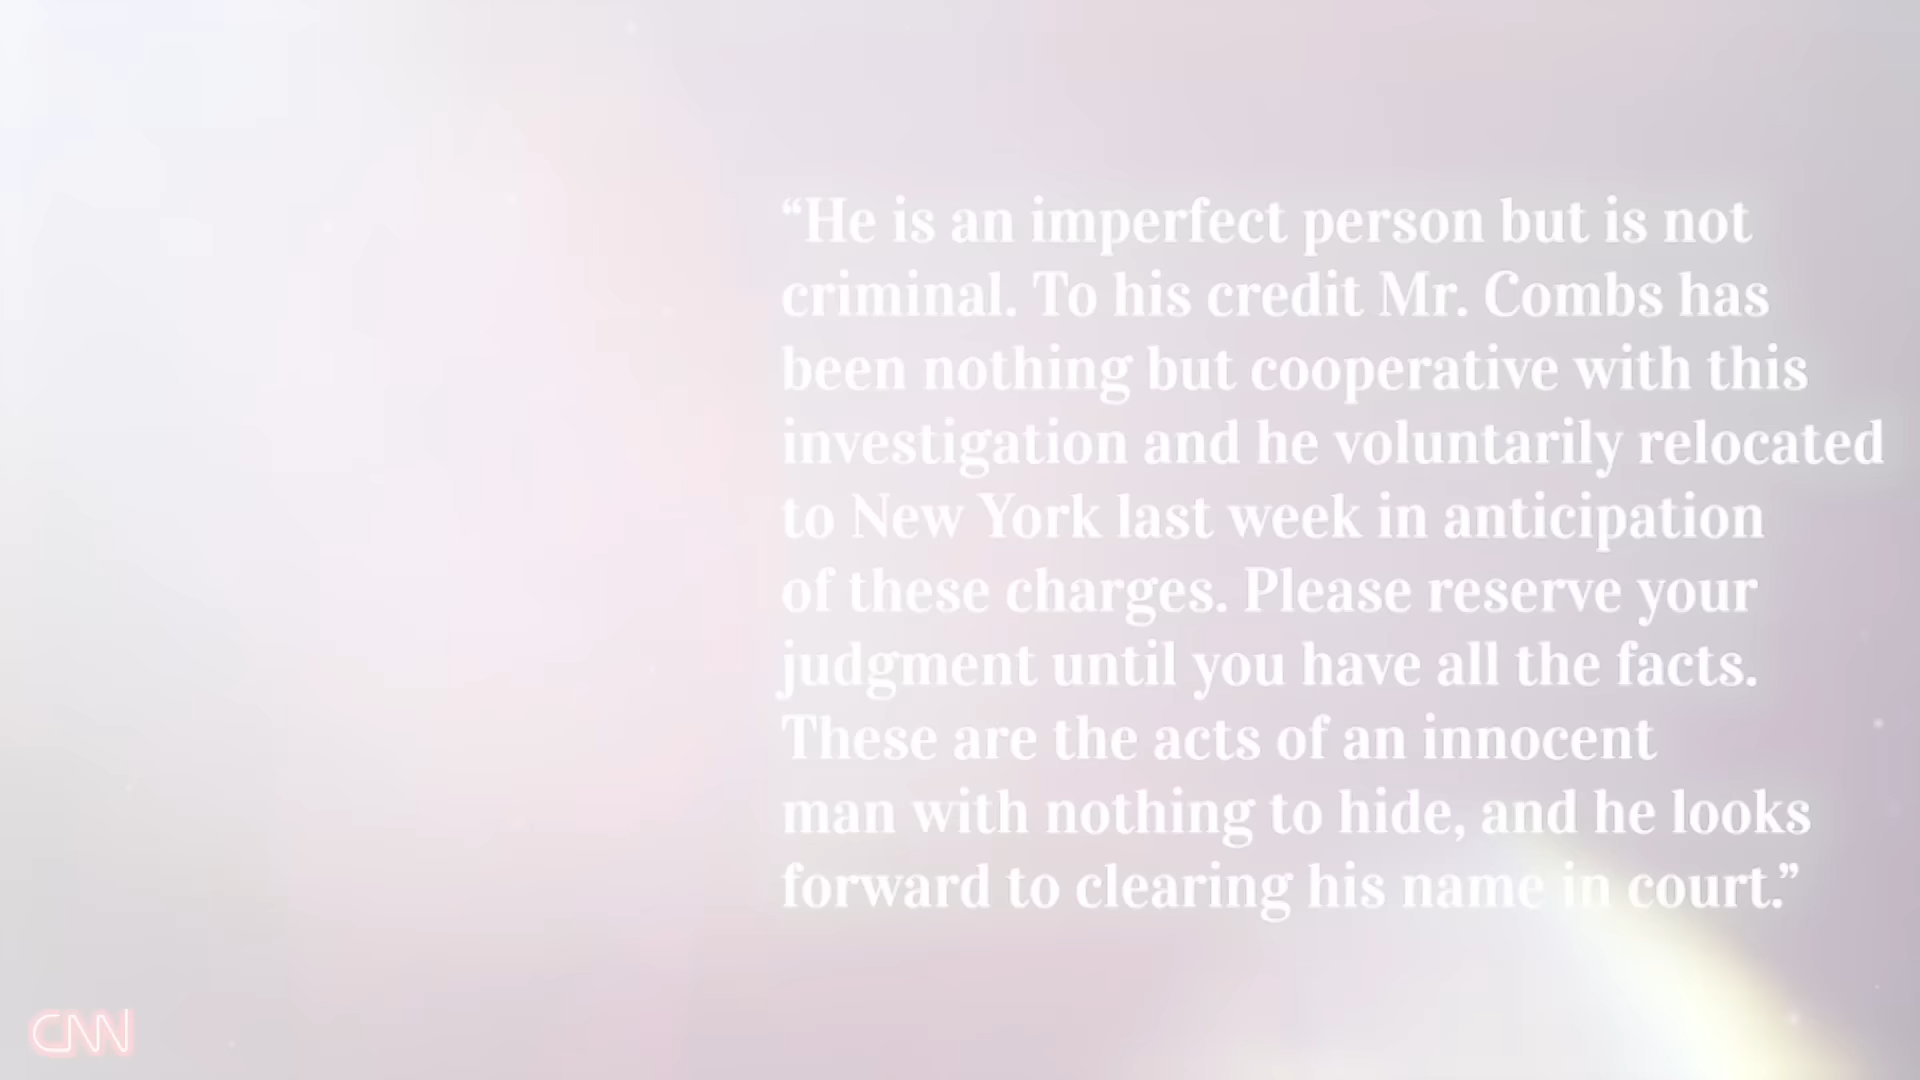 “He is an imperfect person but is not
criminal. To his credit Mr. Combs has
been nothing but cooperative with this
investigation and he voluntarily relocated
to New York last week in anticipation
of these charges. Please reserve your
judgment until you have all the facts.
These are the acts of an innocent
man with nothing to hide, and he looks
forward to clearing his name in court.”
CNN